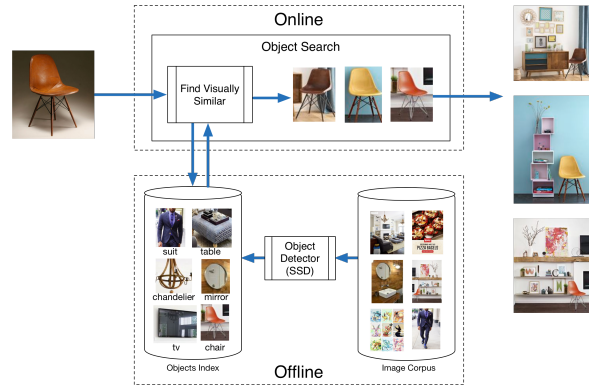 Online
Object Search
Find Visually
Similar
suit
table
chandelier
mirror
tv
chair
Objects Index
Object
Detector
(SSD)
Image Corpus
Offline